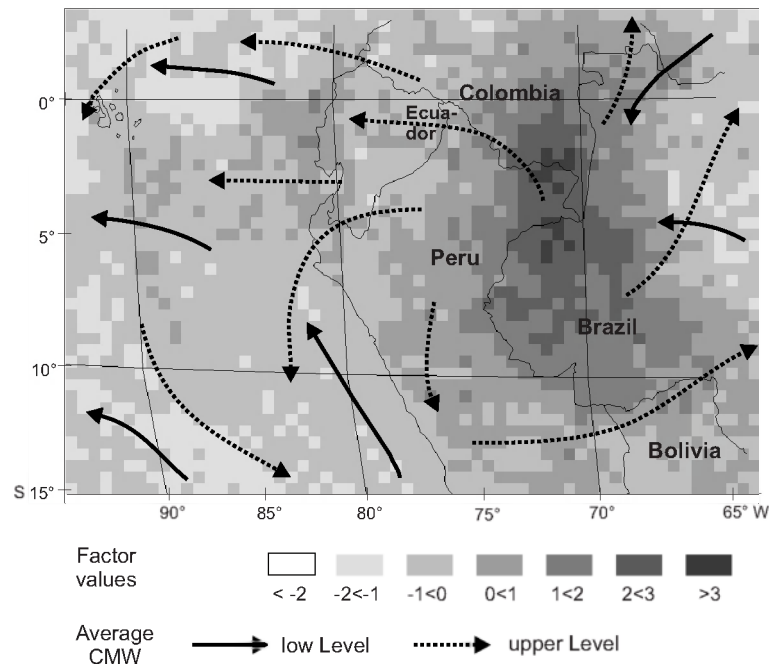 0°
Colombia
Ecua-
dor
5°
Peru
Brazil
10°
Bolivia
S 15°
90° 85° 80° 75° 70° 65° W
Factor
values
< -2 -2<-1 -1<0 0<1 1<2 2<3 >3
Average
CMW
low Level upper Level